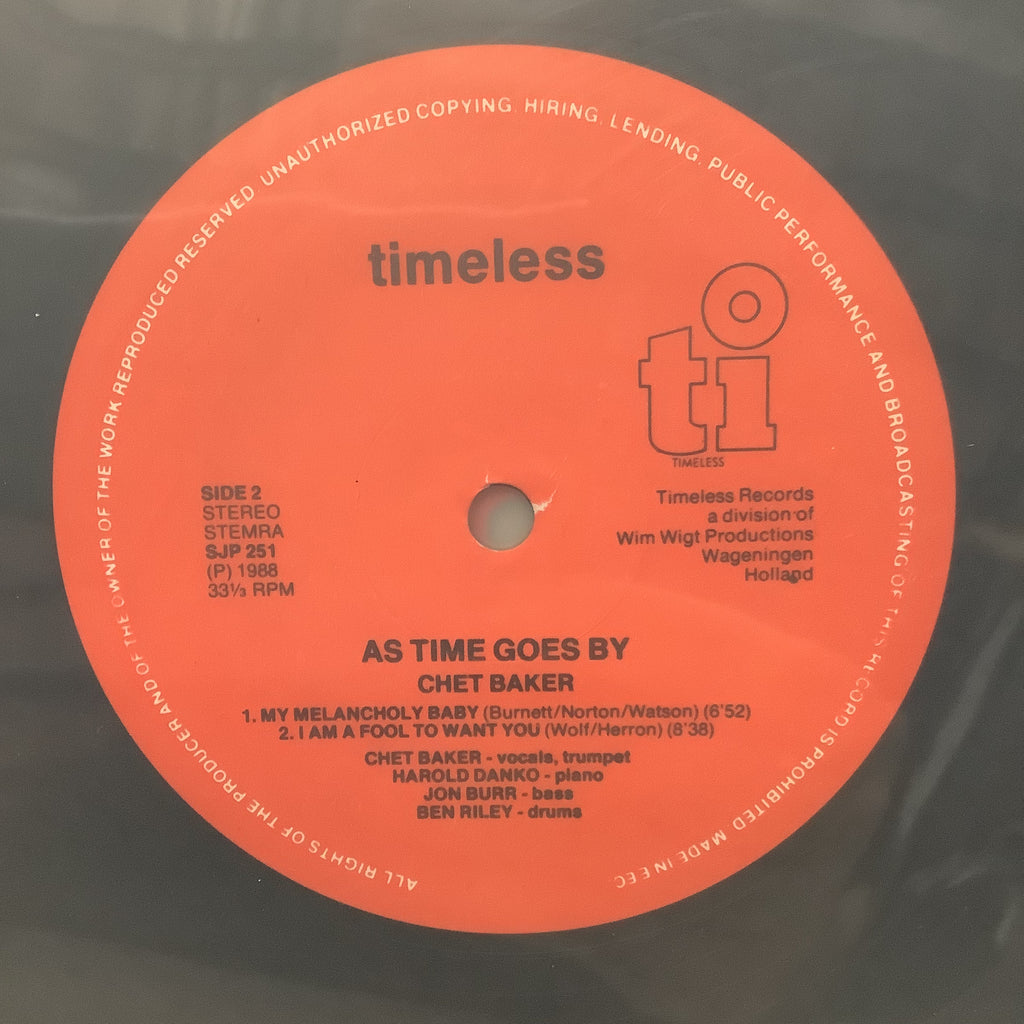 ALL RIGHTS OF THE PRODUCER AND OF THE OWNER OF THE WORK REPRODUCED RESERVED UNAUTHORIZED COPYING. HIRING. LENDING. PUBLIC PERFORMANCE AND BROADCASTING OF THIS RECORD IS PROHIBITED MADE IN EEC
timeless
ti
TIMELESS
SIDE 2
STEREO
STEMRA
SJP 251
(P) 1988
33⅓ RPM
Timeless Records
a division of
Wim Wigt Productions
Wageningen
Holland
AS TIME GOES BY
CHET BAKER
1. MY MELANCHOLY BABY (Burnett/Norton/Watson) (6'52)
2. I AM A FOOL TO WANT YOU (Wolf/Herron) (8'38)
CHET BAKER - vocals, trumpet
HAROLD DANKO - piano
JON BURR - bass
BEN RILEY - drums